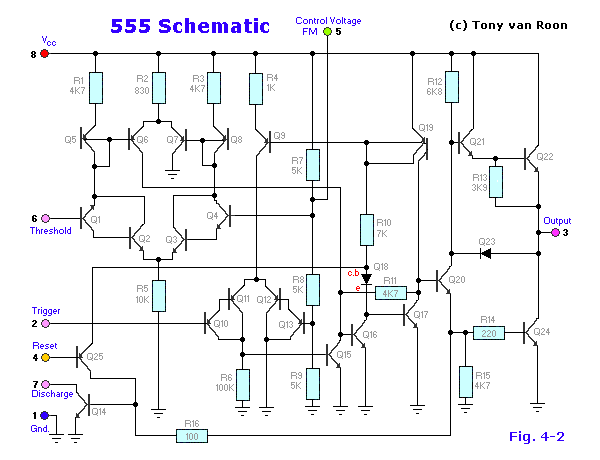 555 Schematic
Control Voltage
FM 5
(c) Tony van Roon
Vcc
8
R1
4K7
R2
830
R3
4K7
R4
1K
R12
6K8
Q5
Q6
Q7
Q8
Q9
Q19
Q21
Q22
R7
5K
R13
3K9
6
Threshold
Q1
Q2
Q3
Q4
R10
7K
Output
3
Q23
R5
10K
Q18
c.b
e
R8
5K
R11
4K7
Q20
Q11
Q12
Trigger
2
Q10
Q13
Q17
R14
220
Q24
Reset
4
Q25
Q15
Q16
R6
100K
R9
5K
R15
4K7
7
Discharge
Q14
1
Gnd.
R16
100
Fig. 4-2